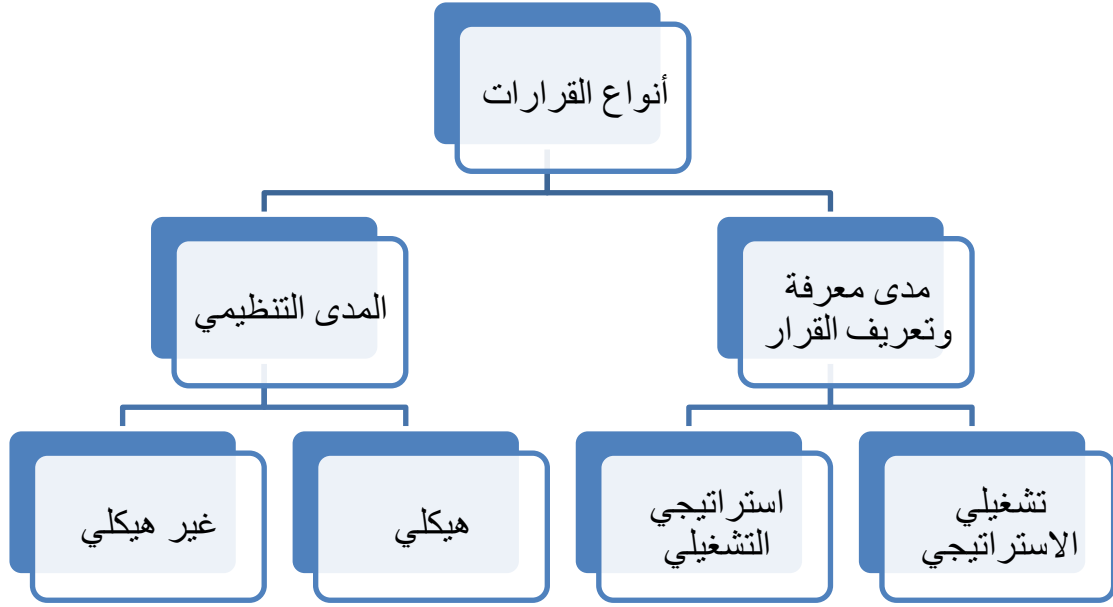 أنواع القرارات
مدى معرفة
وتعريف القرار
المدى التنظيمي
تشغيلي
الاستراتيجي
استراتيجي
التشغيلي
هيكلي
غير هيكلي